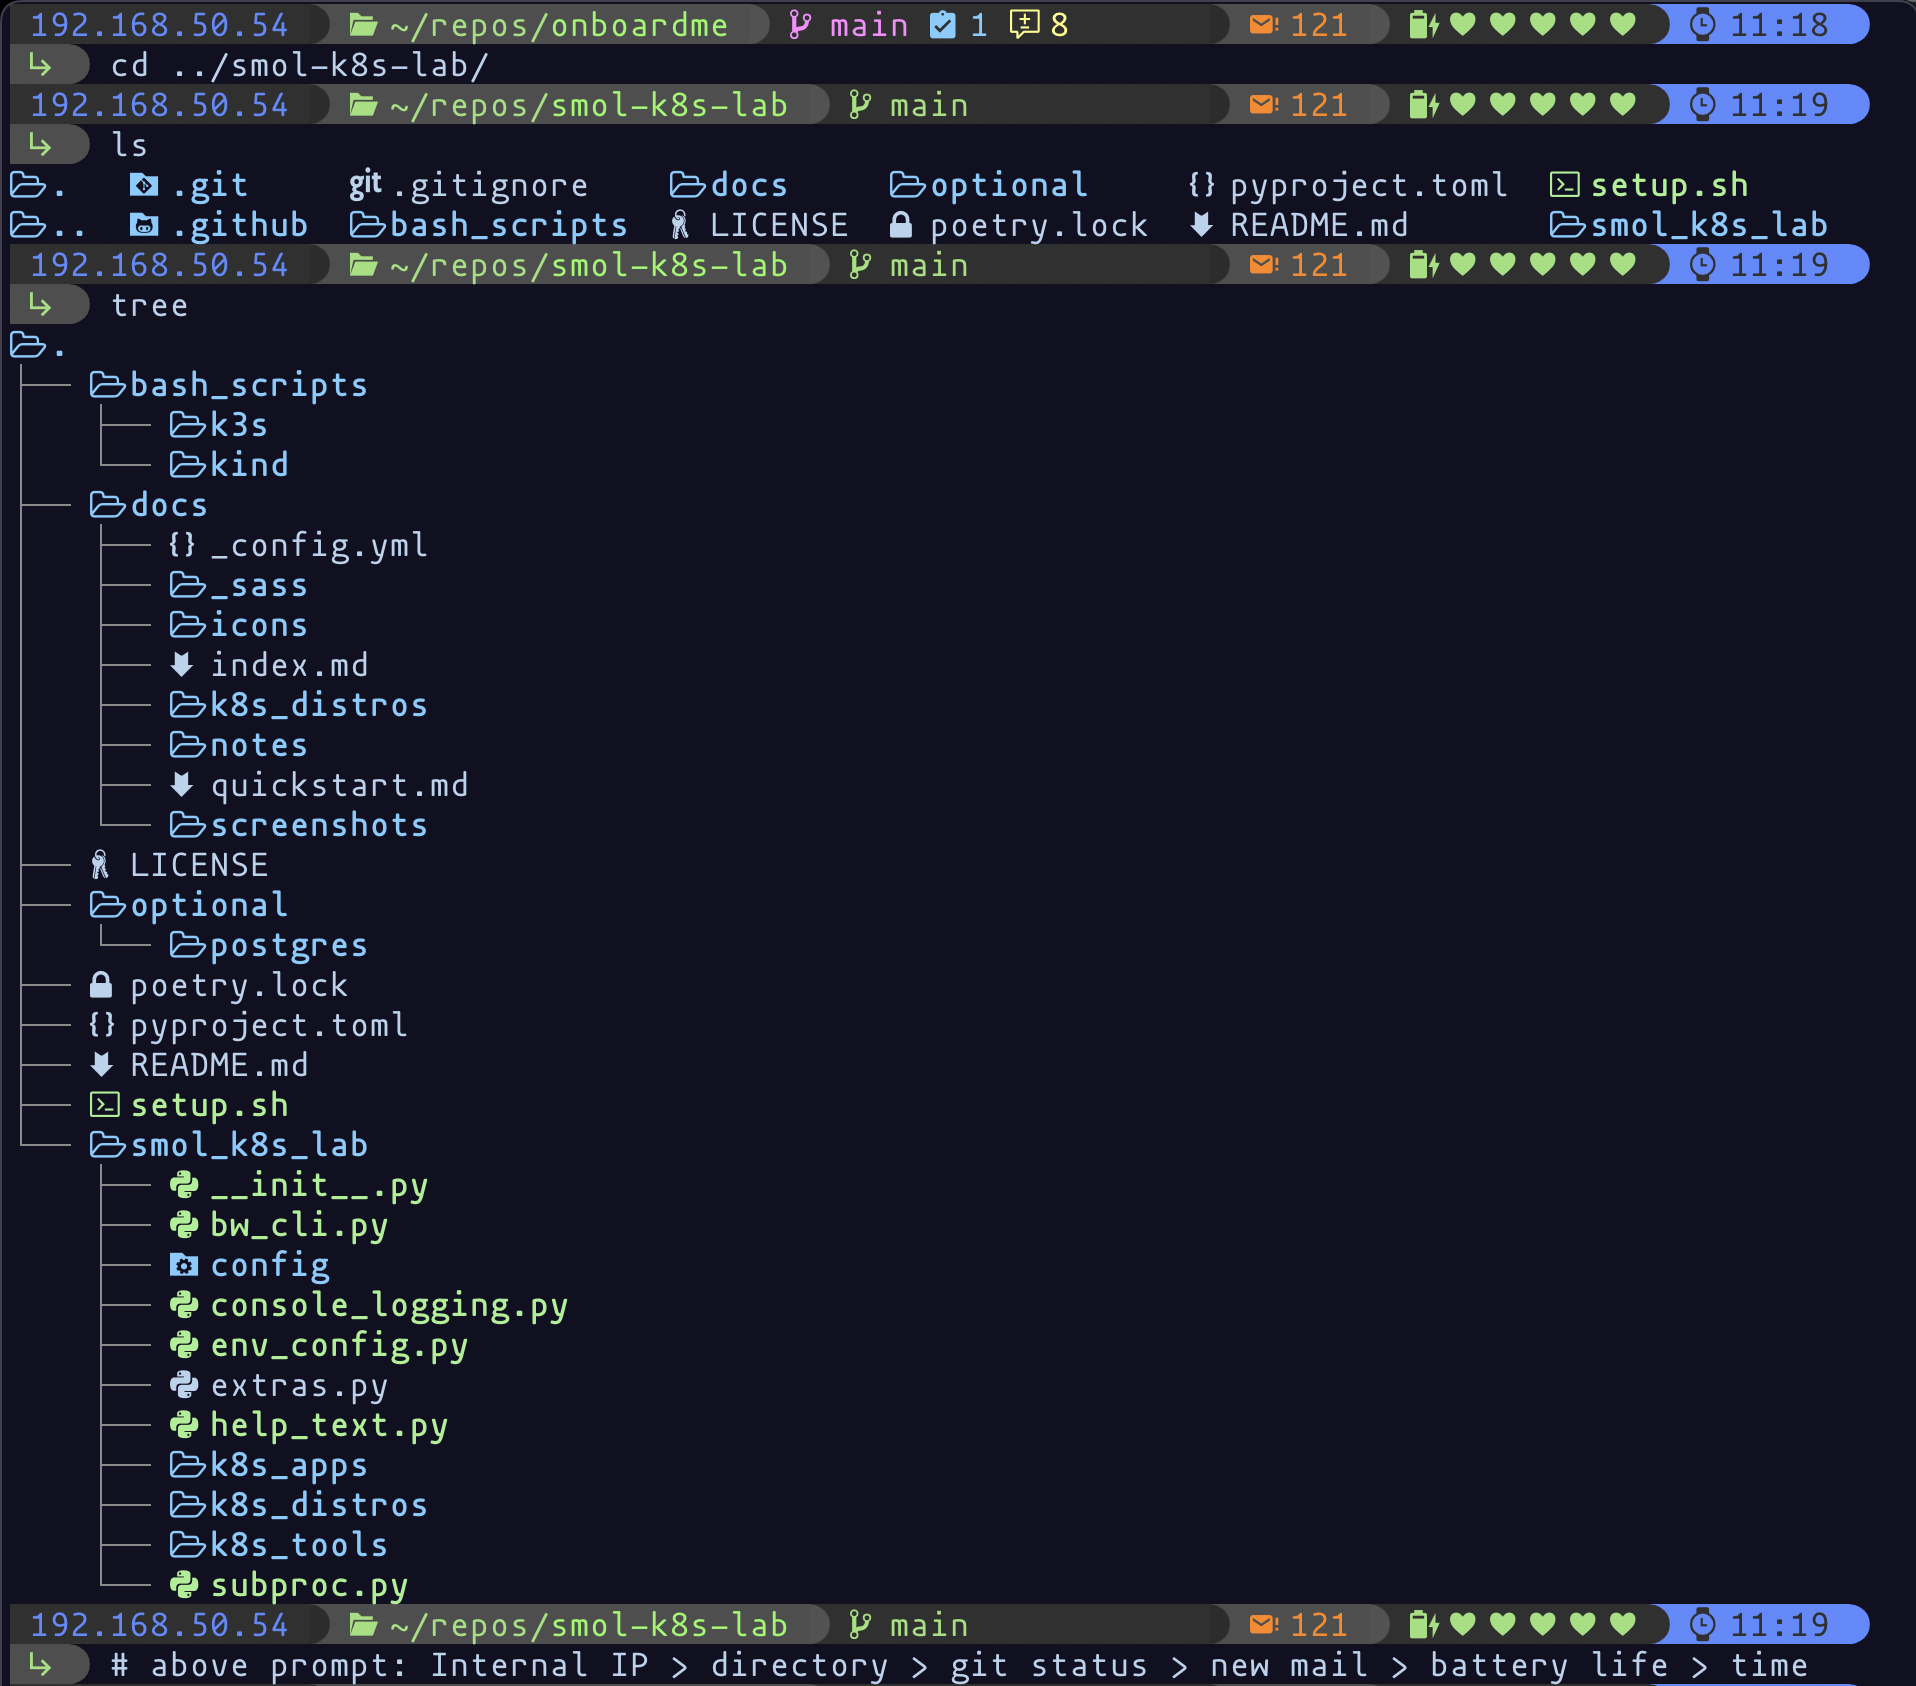 192.168.50.54 ~/repos/onboardme main 1 8 121 11:18
cd ../smol-k8s-lab/
192.168.50.54 ~/repos/smol-k8s-lab main 121 11:19
ls
. .git git .gitignore docs optional {} pyproject.toml setup.sh
.. .github bash_scripts LICENSE poetry.lock README.md smol_k8s_lab
192.168.50.54 ~/repos/smol-k8s-lab main 121 11:19
tree
.
bash_scripts
k3s
kind
docs
{} _config.yml
_sass
icons
index.md
k8s_distros
notes
quickstart.md
screenshots
LICENSE
optional
postgres
poetry.lock
{} pyproject.toml
README.md
setup.sh
smol_k8s_lab
__init__.py
bw_cli.py
config
console_logging.py
env_config.py
extras.py
help_text.py
k8s_apps
k8s_distros
k8s_tools
subproc.py
192.168.50.54 ~/repos/smol-k8s-lab main 121 11:19
# above prompt: Internal IP > directory > git status > new mail > battery life > time